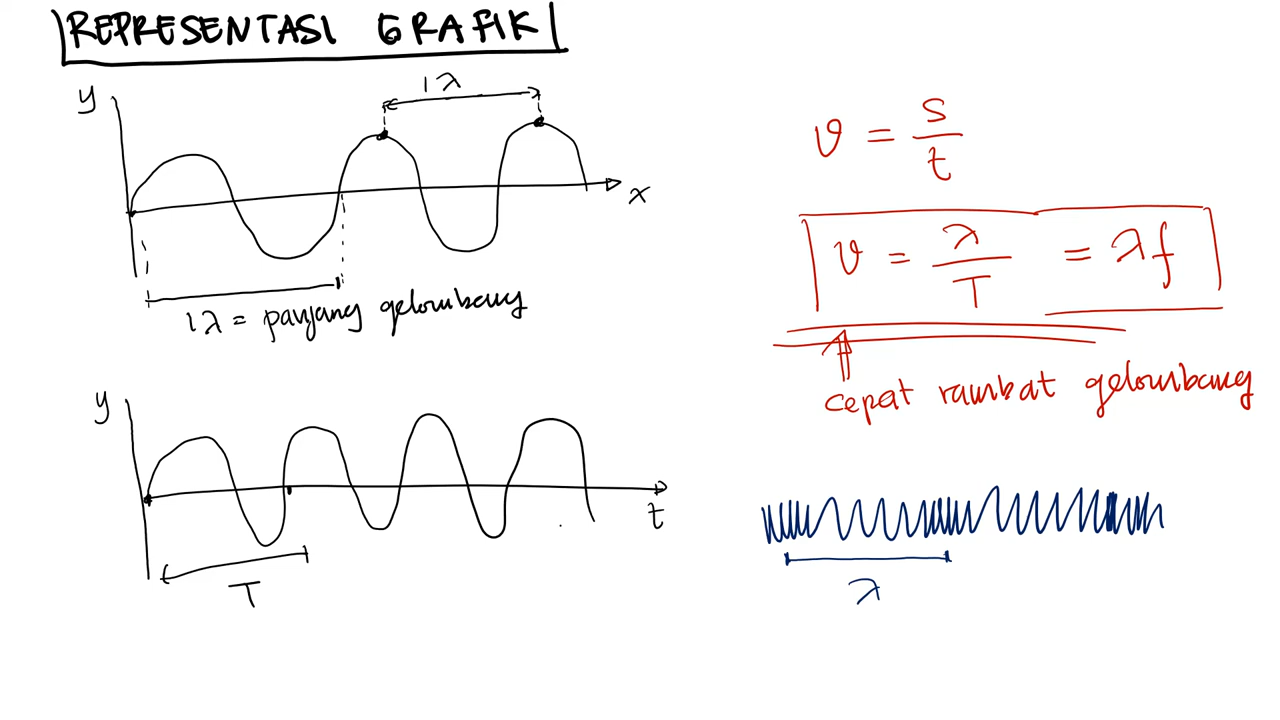 REPRESENTASI GRAFIK
y
1λ
x
1λ = panjang gelombang
y
t
T
v = s/t
v = λ/T = λf
cepat rambat gelombang
λ